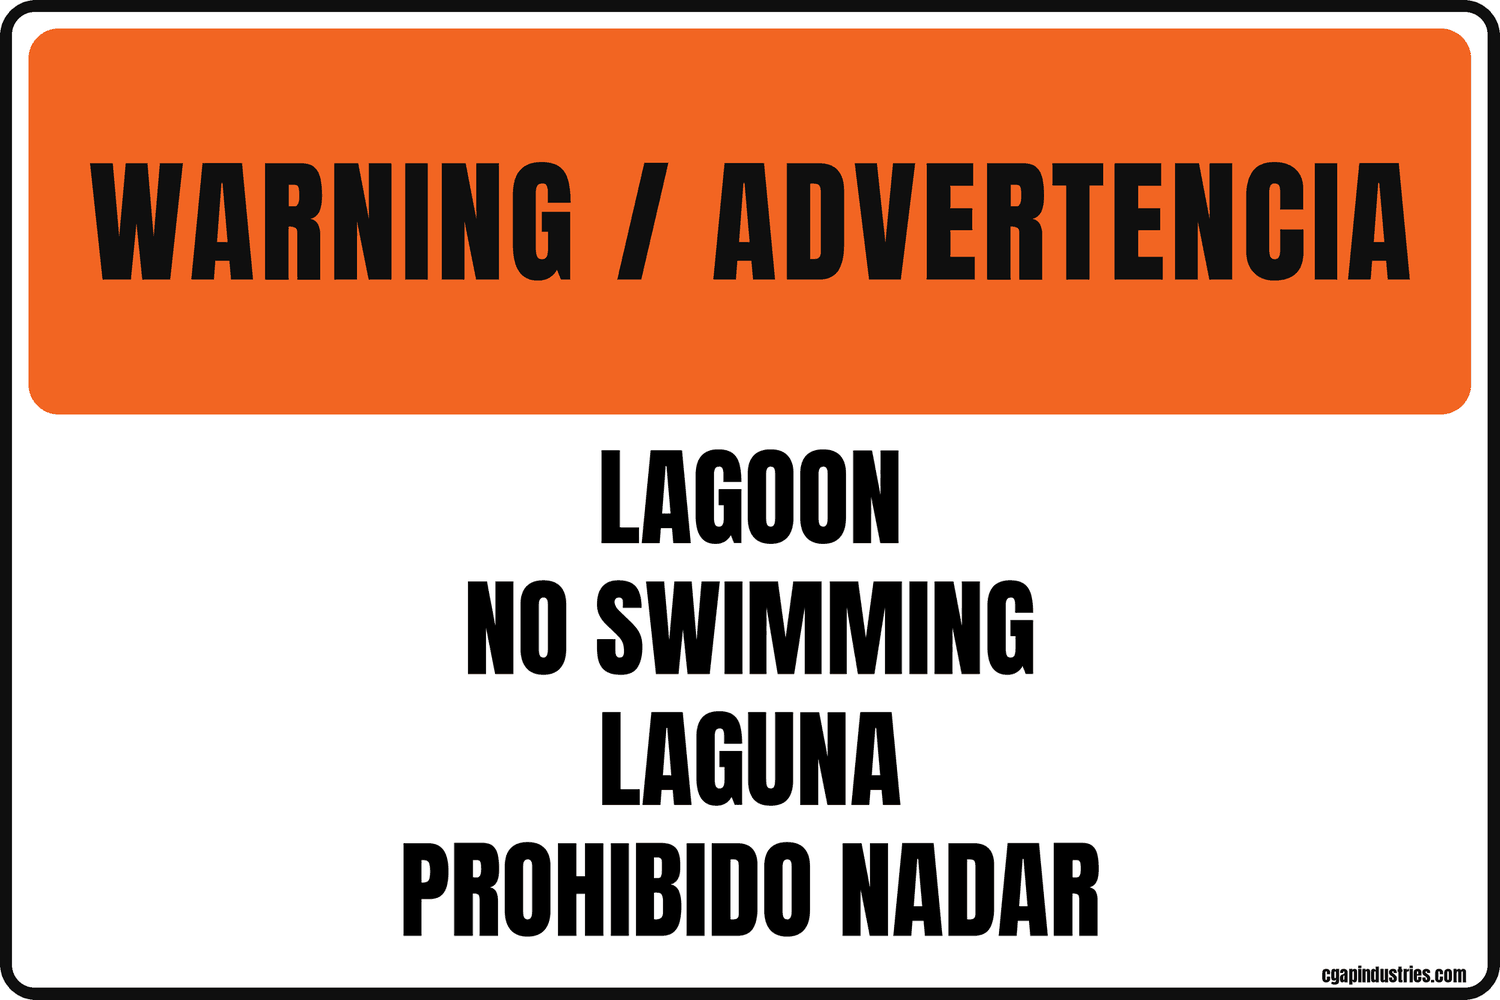 WARNING / ADVERTENCIA
LAGOON
NO SWIMMING
LAGUNA
PROHIBIDO NADAR
cgapindustries.com